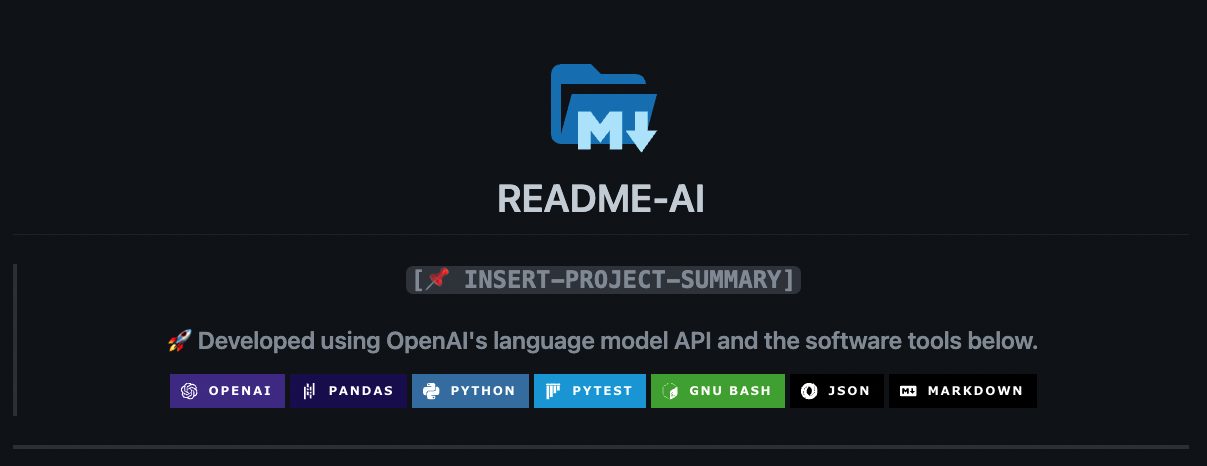 M
README-AI
[📌 INSERT-PROJECT-SUMMARY]
🚀 Developed using OpenAI's language model API and the software tools below.
OPENAI PANDAS PYTHON PYTEST GNU BASH JSON MARKDOWN